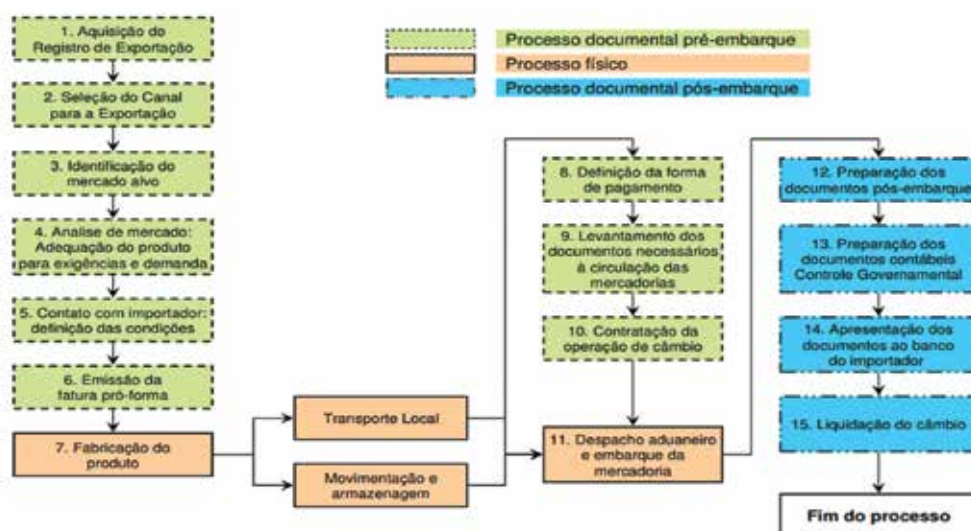 1. Aquisição do
Registro de Exportação
2. Seleção do Canal
para a Exportação
3. Identificação do
mercado alvo
4. Analise de mercado:
Adequação do produto
para exigências e demanda
5. Contato com importador:
definição das condições
6. Emissão da
fatura pró-forma
7. Fabricação do
produto
Processo documental pré-embarque
Processo físico
Processo documental pós-embarque
Transporte Local
Movimentação e
armazenagem
8. Definição da forma
de pagamento
9. Levantamento dos
documentos necessários
à circulação das
mercadorias
10. Contratação da
operação de câmbio
11. Despacho aduaneiro
e embarque da
mercadoria
12. Preparação dos
documentos pós-embarque
13. Preparação dos
documentos contábeis
Controle Governamental
14. Apresentação dos
documentos ao banco
do importador
15. Liquidação do câmbio
Fim do processo